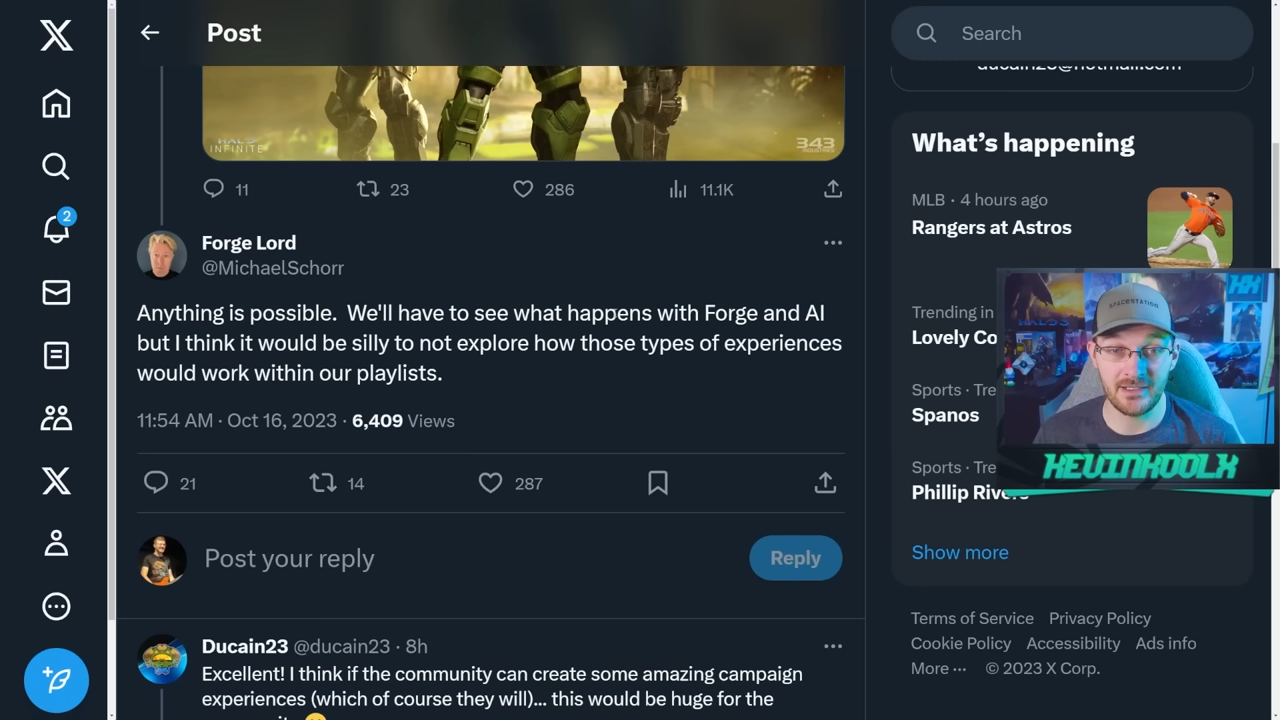 Post
Search
ducain23@hotmail.com
HALO
INFINITE
343
INDUSTRIES
11
23
286
11.1K
2
Forge Lord
@MichaelSchorr
Anything is possible. We'll have to see what happens with Forge and AI
but I think it would be silly to not explore how those types of experiences
would work within our playlists.
11:54 AM · Oct 16, 2023 · 6,409 Views
21
14
287
Post your reply
Reply
Ducain23 @ducain23 · 8h
Excellent! I think if the community can create some amazing campaign
experiences (which of course they will)... this would be huge for the
What's happening
MLB · 4 hours ago
Rangers at Astros
Trending in
Lovely Co
Sports · Tre
Spanos
Sports · Tre
Phillip Rivers
SPACESTATION
KEVINKOOLX
Show more
Terms of Service Privacy Policy
Cookie Policy Accessibility Ads info
More ··· © 2023 X Corp.